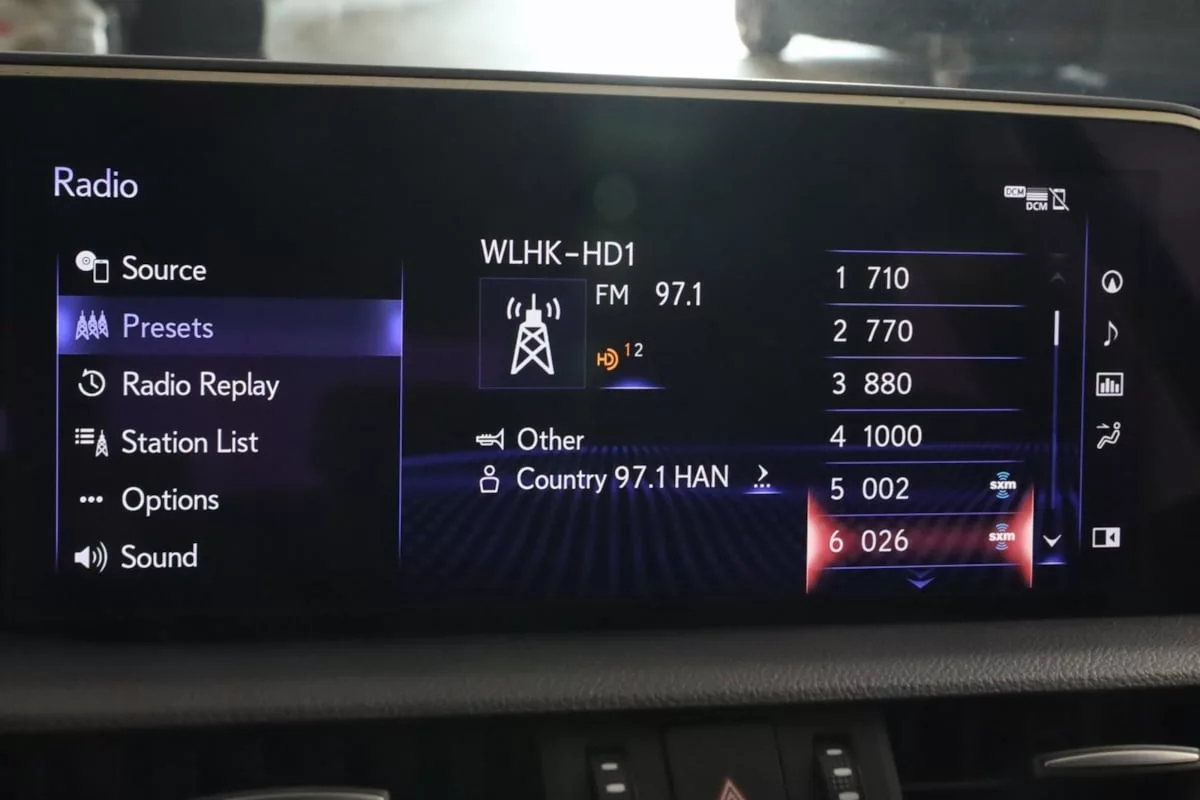 Radio
DCM
DCM
Source
Presets
Radio Replay
Station List
Options
Sound
WLHK-HD1
FM 97.1
HD 1 2
Other
Country 97.1 HAN
1 710
2 770
3 880
4 1000
5 002 sxm
6 026 sxm